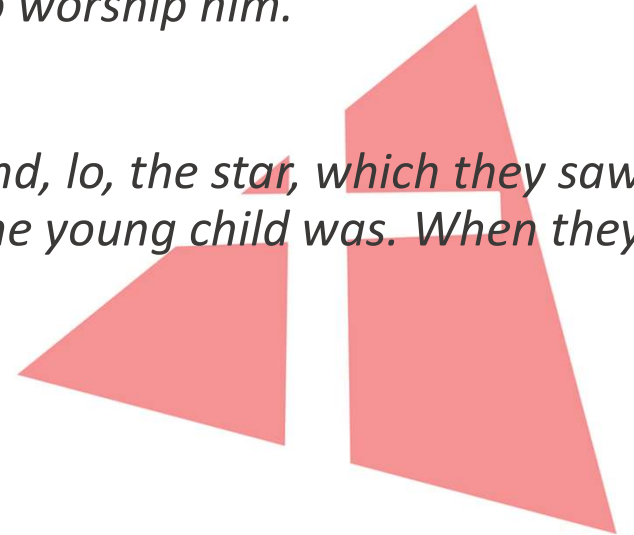 worship him.
nd, lo, the star, which they saw
he young child was. When they